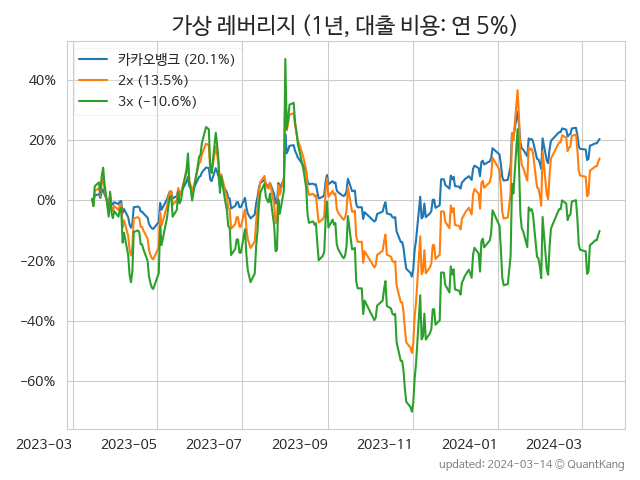 가상 레버리지 (1년, 대출 비용: 연 5%)
카카오뱅크 (20.1%)
2x (13.5%)
3x (−10.6%)
40%
20%
0%
−20%
−40%
−60%
2023-03 2023-05 2023-07 2023-09 2023-11 2024-01 2024-03
updated: 2024-03-14 © QuantKang